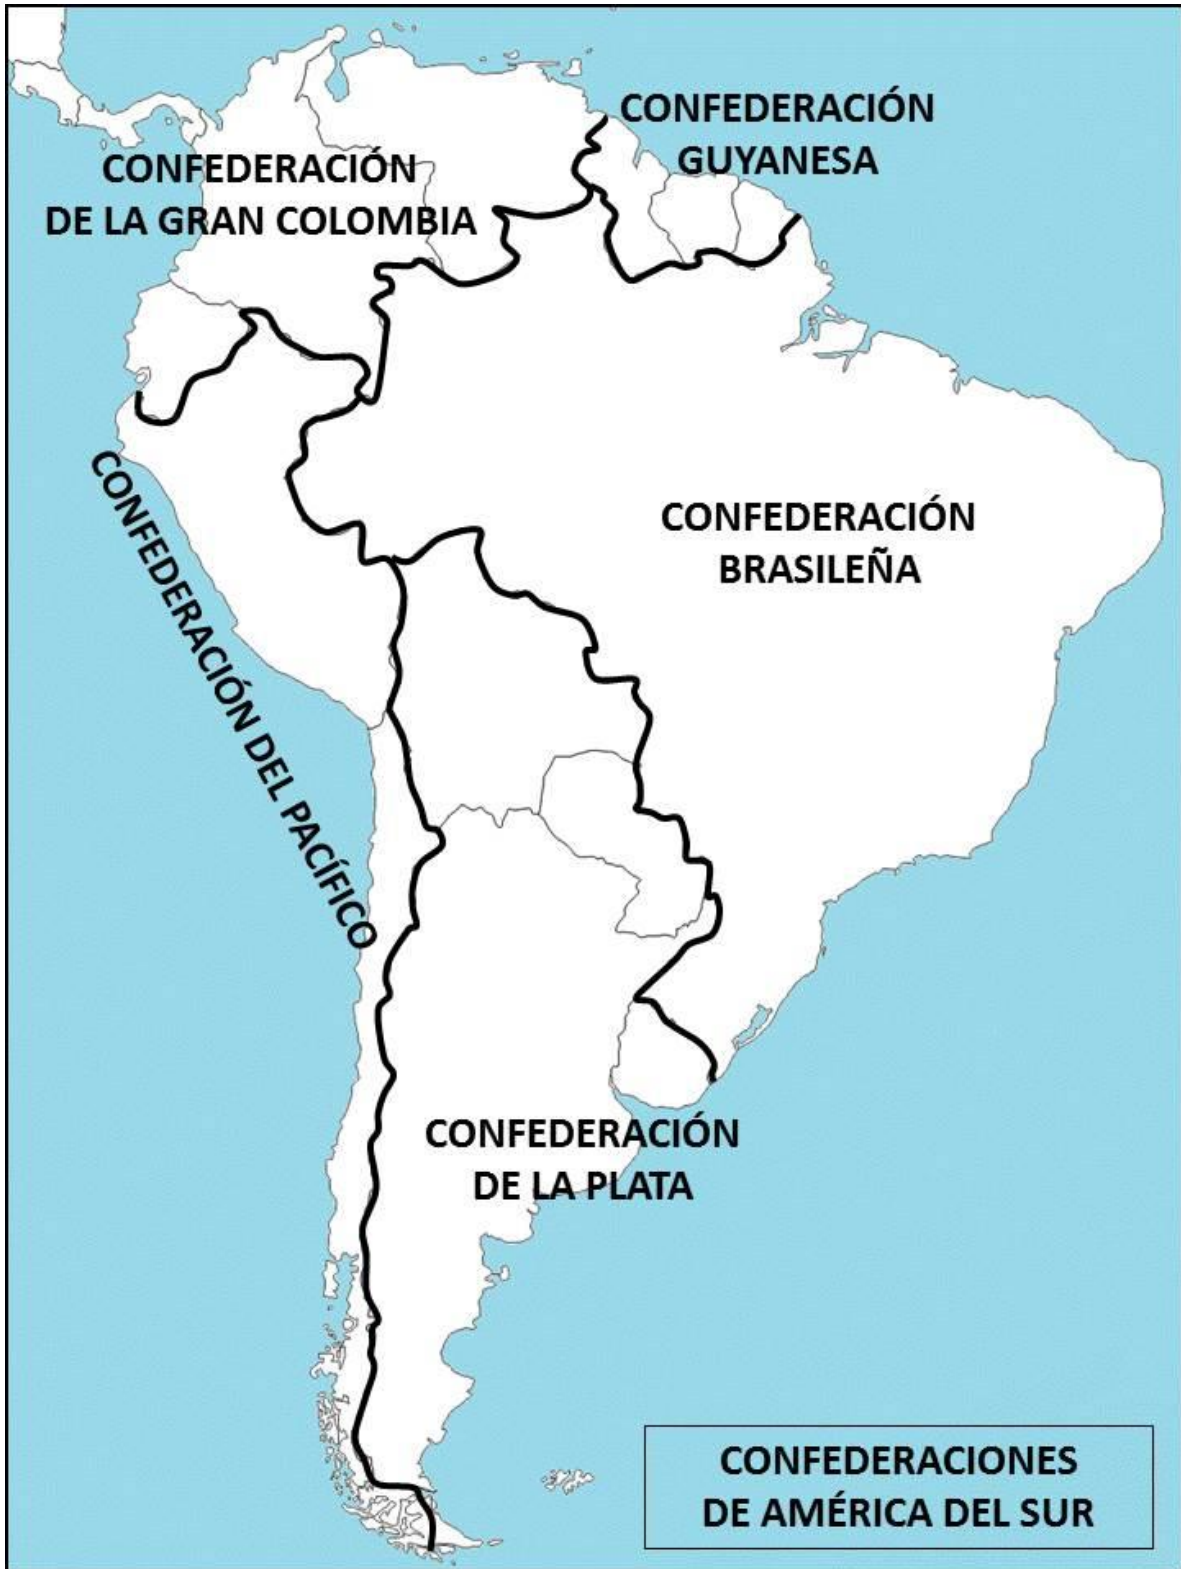 CONFEDERACIÓN
GUYANESA
CONFEDERACIÓN
DE LA GRAN COLOMBIA
CONFEDERACIÓN DEL PACÍFICO
CONFEDERACIÓN
BRASILEÑA
CONFEDERACIÓN
DE LA PLATA
CONFEDERACIONES
DE AMÉRICA DEL SUR